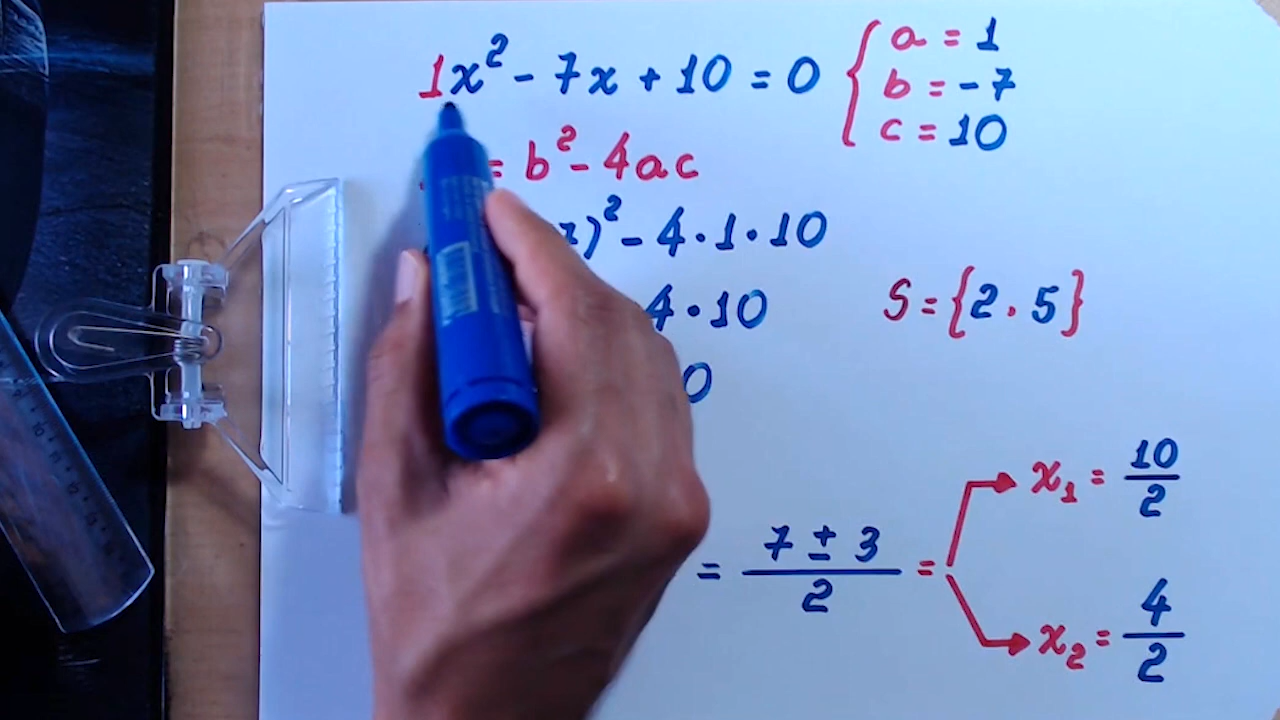 1x² - 7x + 10 = 0 { a = 1
b = -7
c = 10
= b² - 4ac
)² - 4 · 1 · 10
4 · 10
S = {2 . 5}
0
= 7 ± 3 / 2 =
x₁ = 10 / 2
x₂ = 4 / 2